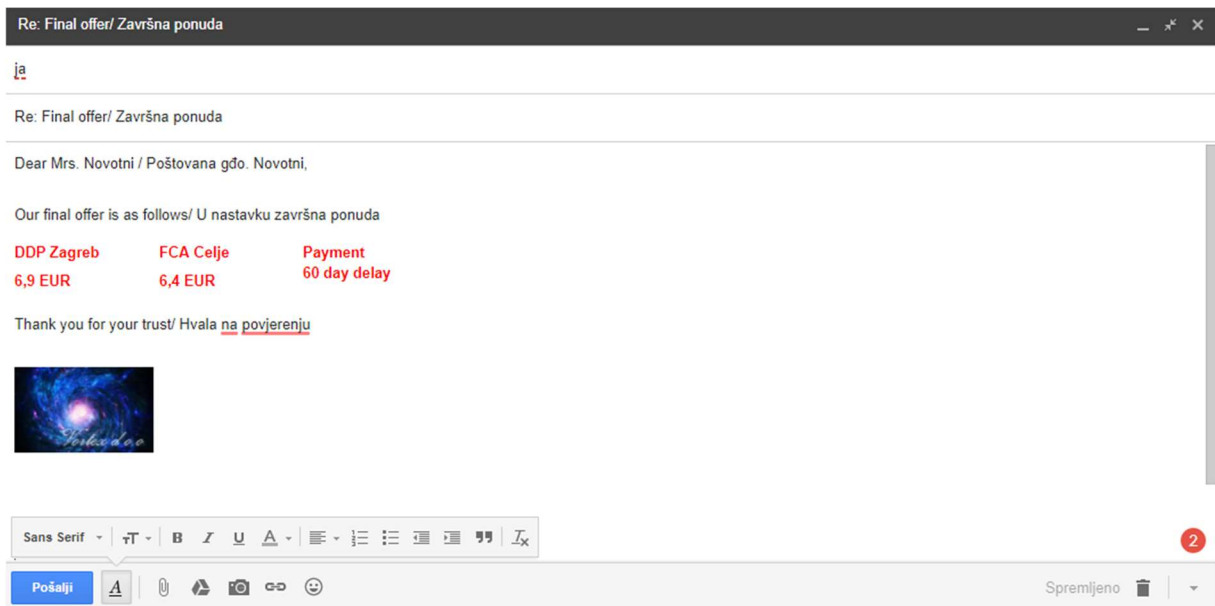 Re: Final offer/ Završna ponuda
ja
Re: Final offer/ Završna ponuda
Dear Mrs. Novotni / Poštovana gđo. Novotni,
Our final offer is as follows/ U nastavku završna ponuda
DDP Zagreb FCA Celje Payment
6,9 EUR 6,4 EUR 60 day delay
Thank you for your trust/ Hvala na povjerenju
Vortex d.o.o
Sans Serif
2
Pošalji
Spremljeno